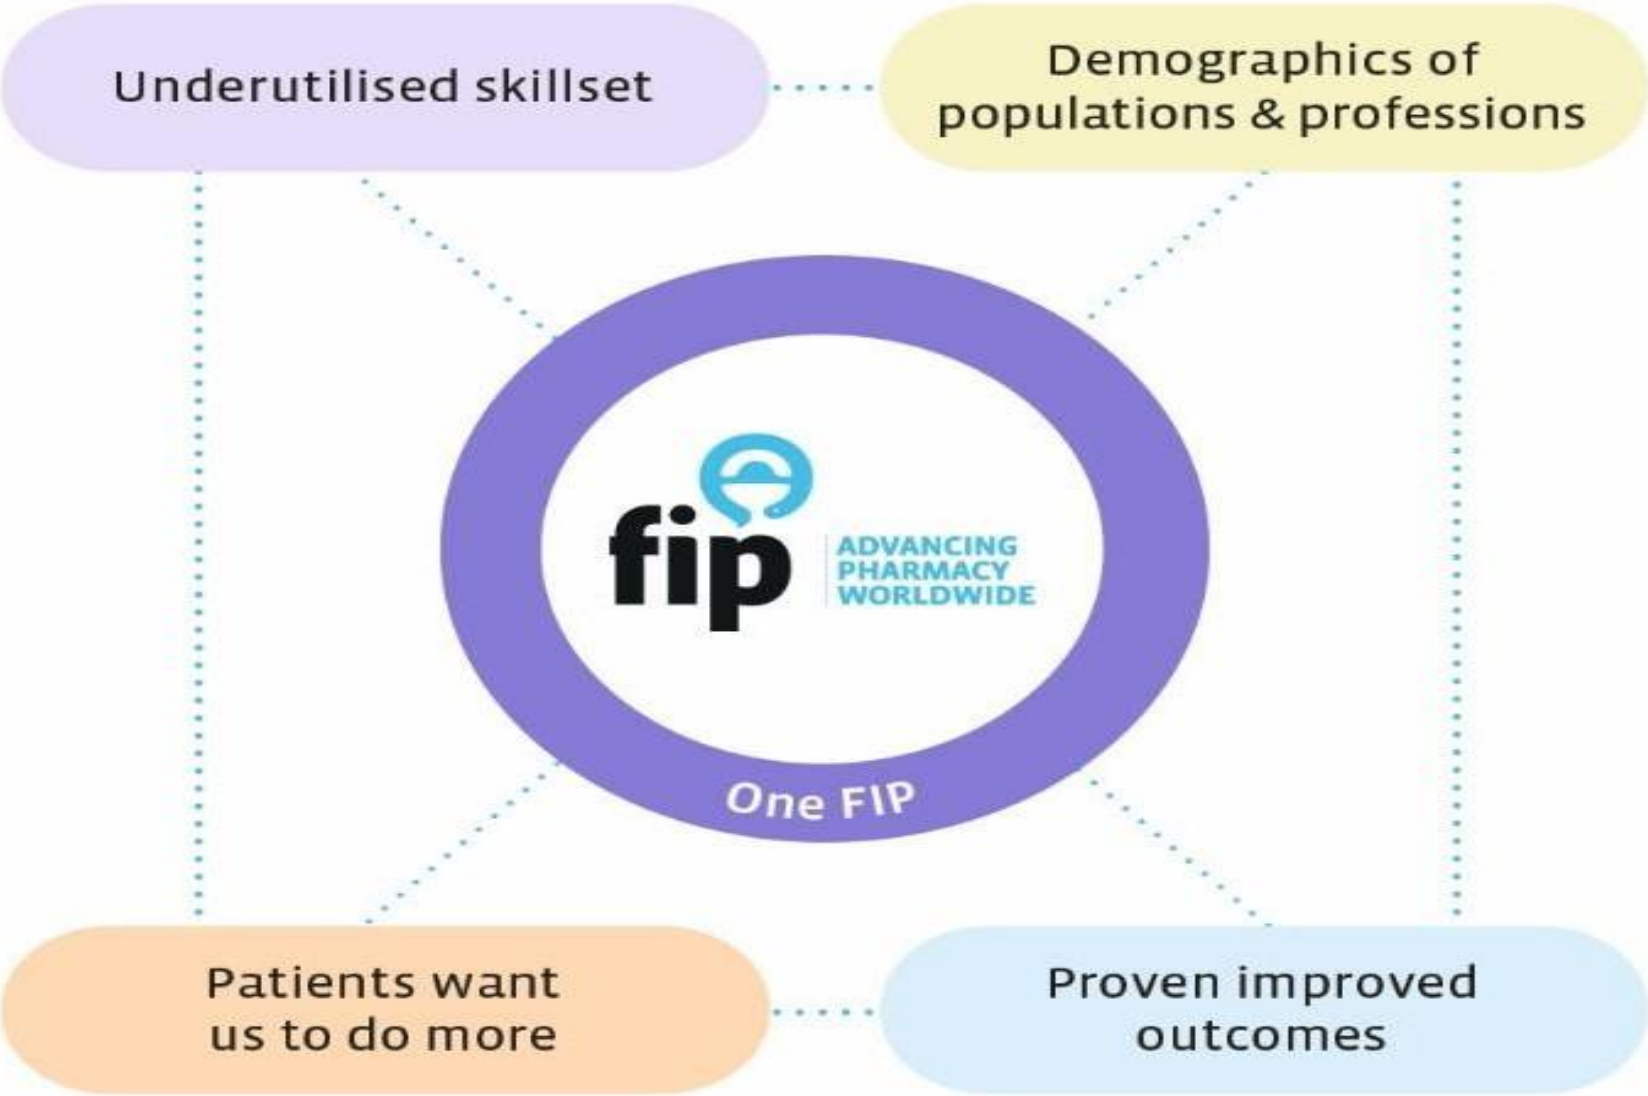 Underutilised skillset
Demographics of
populations & professions
fip
ADVANCING
PHARMACY
WORLDWIDE
One FIP
Patients want
us to do more
Proven improved
outcomes